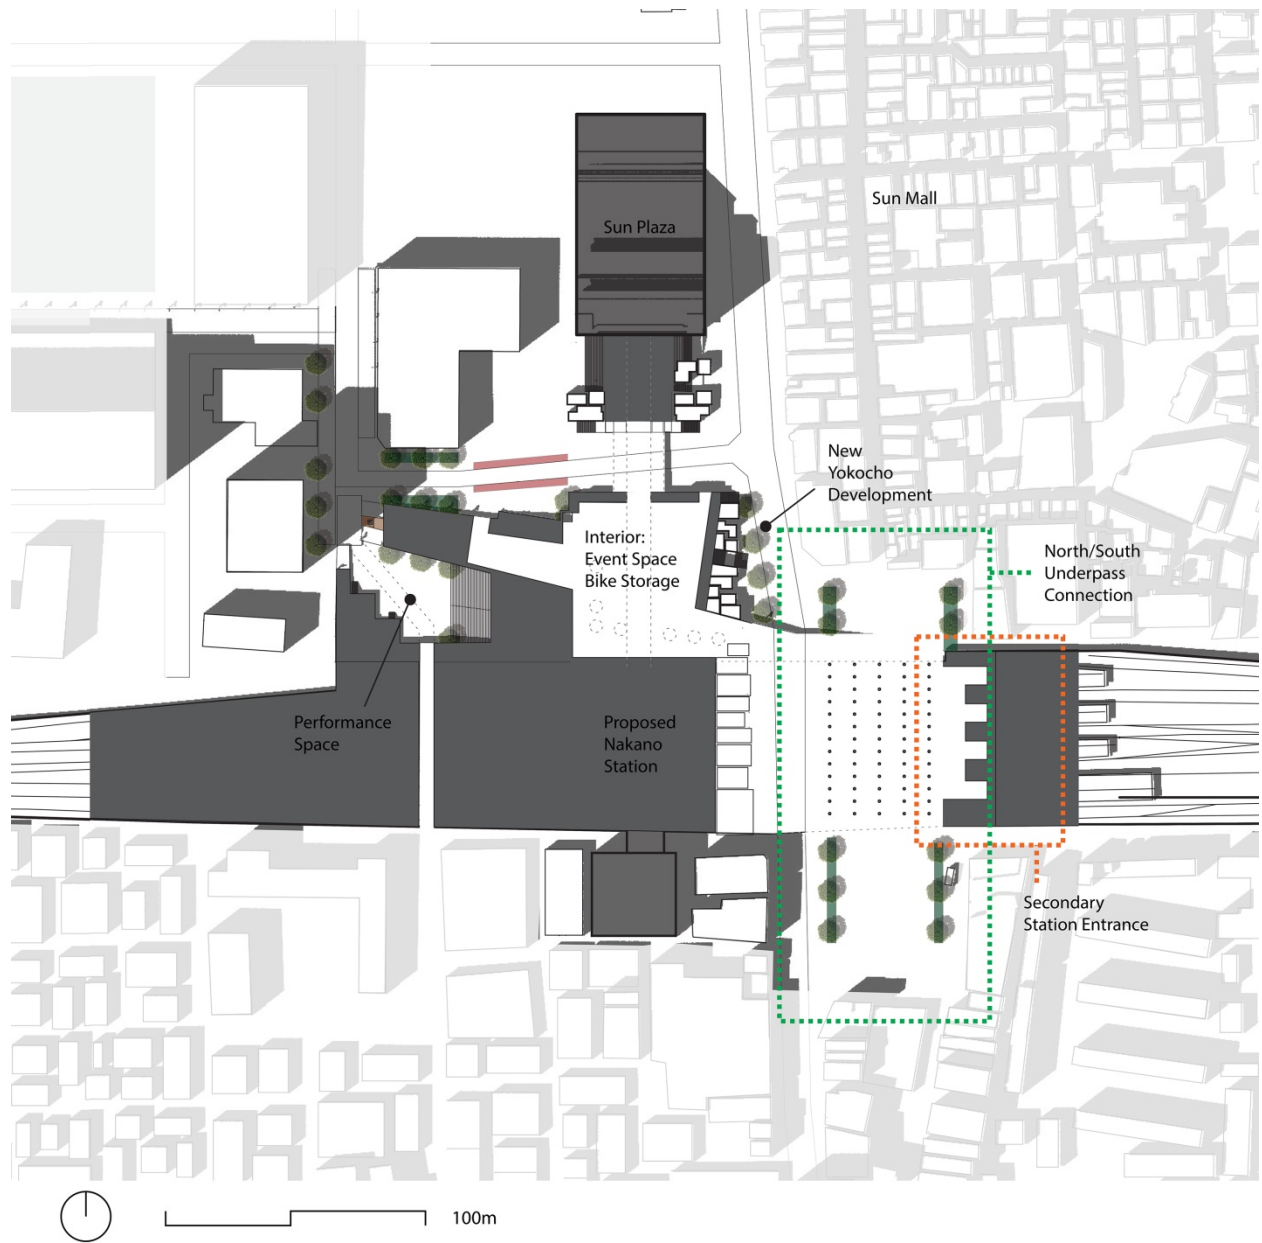 Sun Mall
Sun Plaza
New
Yokocho
Development
Interior:
Event Space
Bike Storage
North/South
Underpass
Connection
Performance
Space
Proposed
Nakano
Station
Secondary
Station Entrance
100m